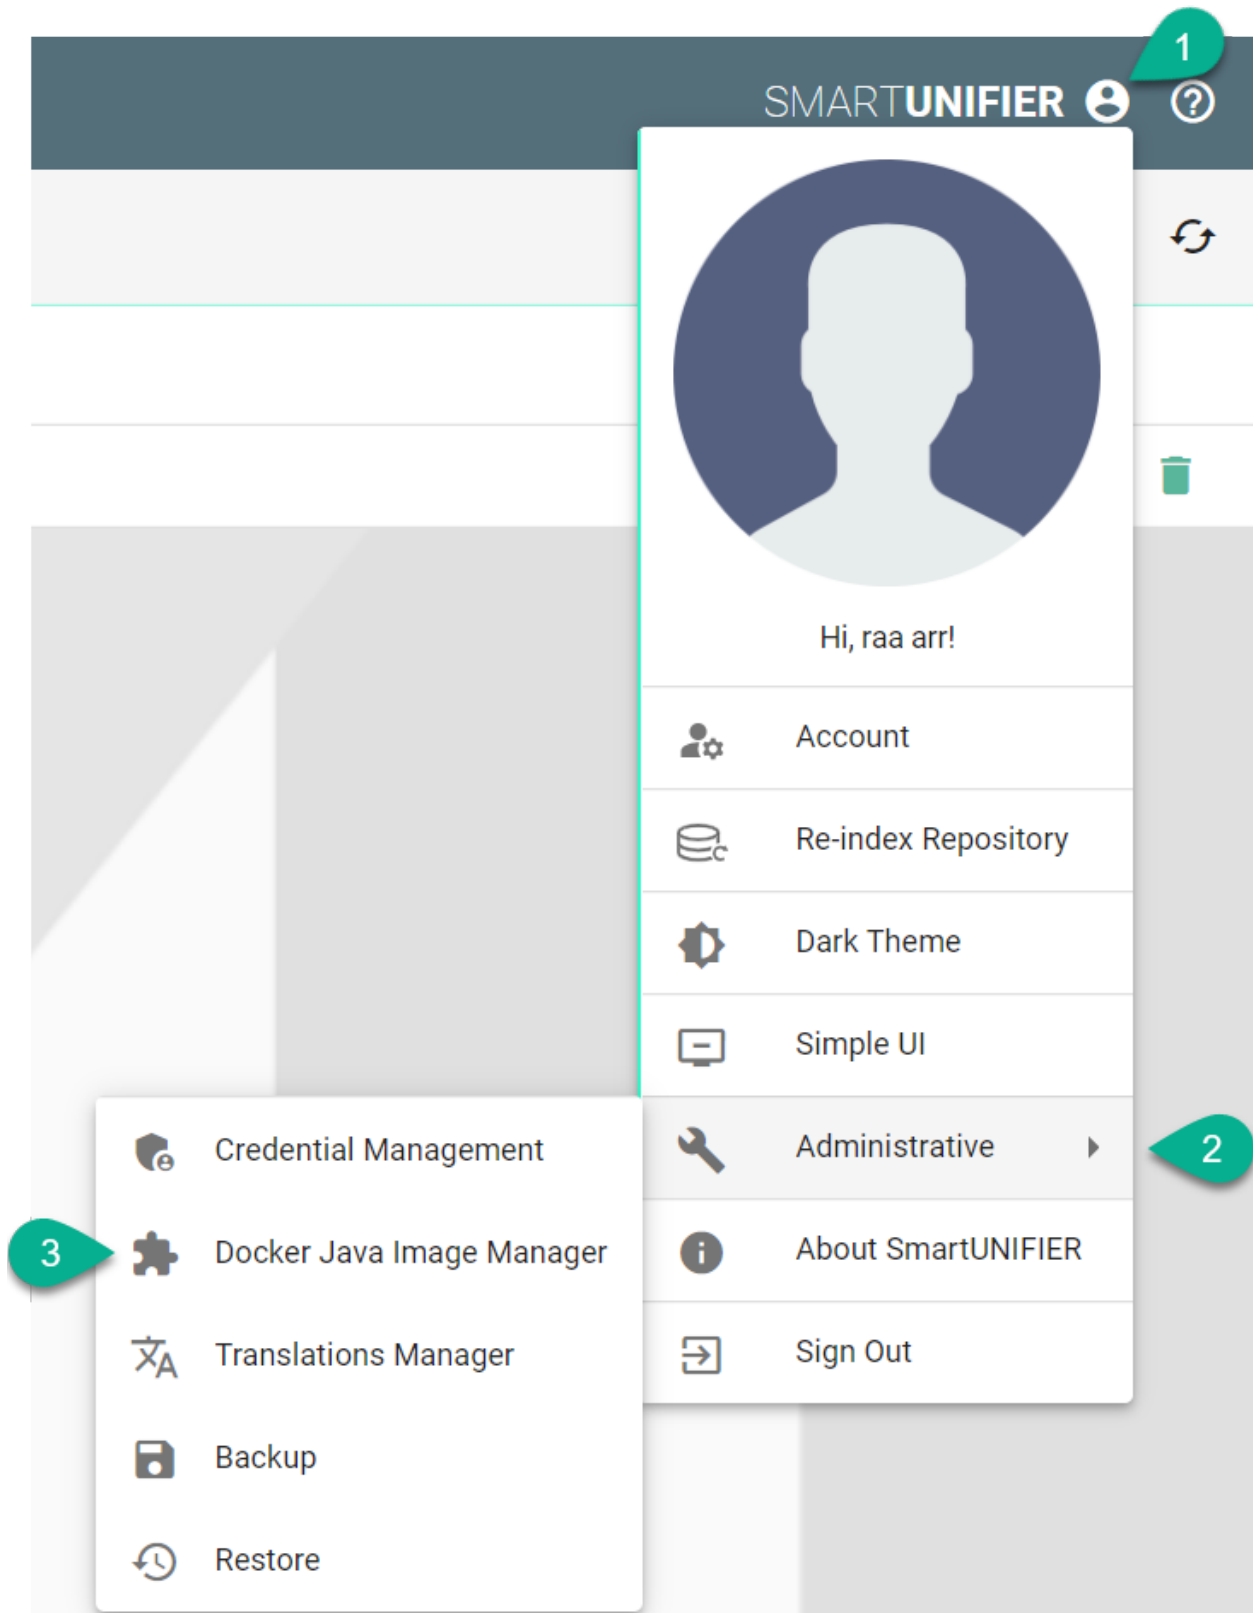 1
SMARTUNIFIER
Hi, raa arr!
Account
Re-index Repository
Dark Theme
Simple UI
Administrative
2
About SmartUNIFIER
Sign Out
Credential Management
3
Docker Java Image Manager
Translations Manager
Backup
Restore